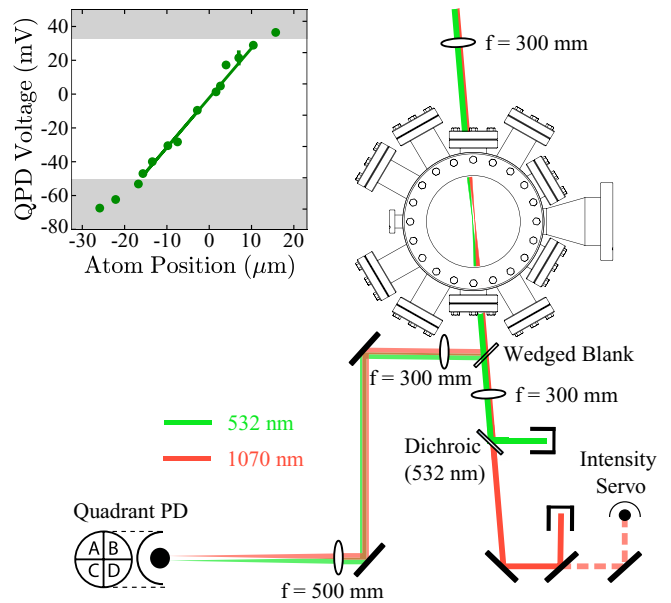 QPD Voltage (mV)
40
20
0
-20
-40
-60
-80
-30
-20
-10
0
10
20
Atom Position (μm)
f = 300 mm
Wedged Blank
f = 300 mm
f = 300 mm
532 nm
1070 nm
Dichroic
(532 nm)
Intensity
Servo
Quadrant PD
A B
C D
f = 500 mm